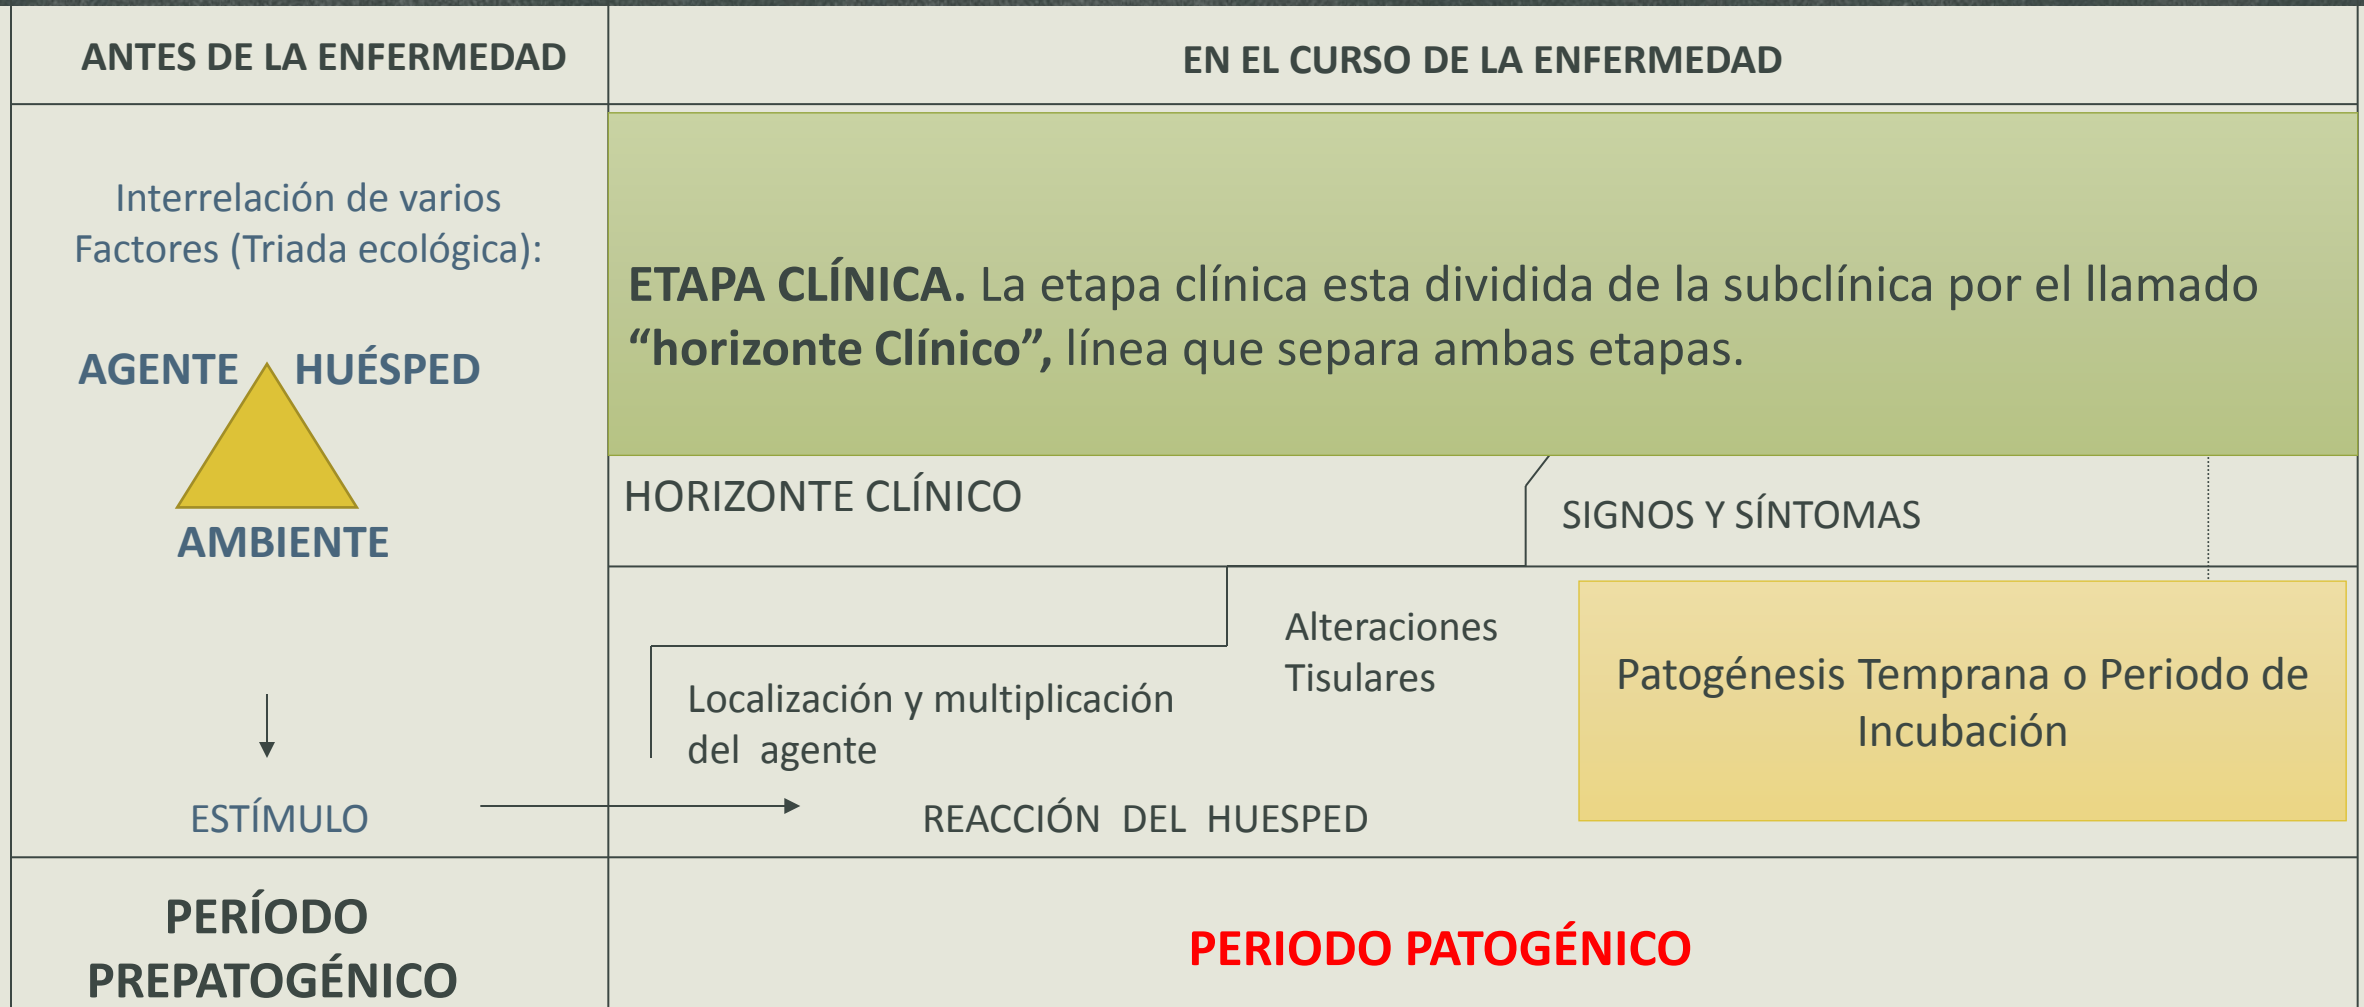 ANTES DE LA ENFERMEDAD
EN EL CURSO DE LA ENFERMEDAD
Interrelación de varios
Factores (Triada ecológica):
AGENTE HUÉSPED
AMBIENTE
ESTÍMULO
ETAPA CLÍNICA. La etapa clínica esta dividida de la subclínica por el llamado
“horizonte Clínico”, línea que separa ambas etapas.
HORIZONTE CLÍNICO
SIGNOS Y SÍNTOMAS
Alteraciones
Tisulares
Localización y multiplicación
del agente
Patogénesis Temprana o Periodo de
Incubación
REACCIÓN DEL HUESPED
PERÍODO
PREPATOGÉNICO
PERIODO PATOGÉNICO